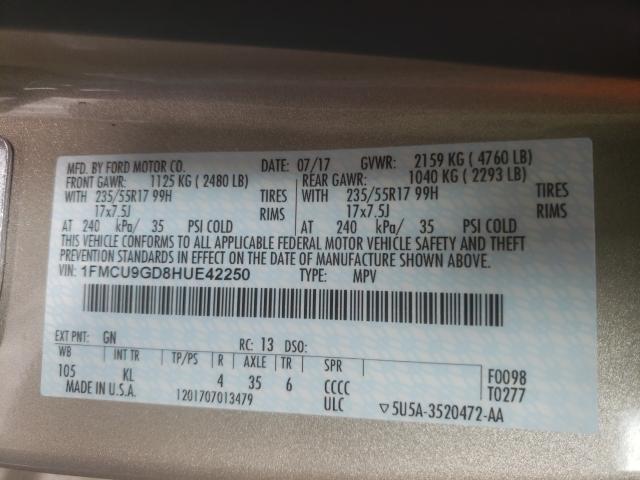 MFD. BY FORD MOTOR CO. DATE: 07/17 GVWR: 2159 KG ( 4760 LB)
FRONT GAWR: 1125 KG ( 2480 LB) REAR GAWR: 1040 KG ( 2293 LB)
WITH 235/55R17 99H TIRES WITH 235/55R17 99H TIRES
17x7.5J RIMS 17x7.5J RIMS
AT 240 kPa/ 35 PSI COLD AT 240 kPa/ 35 PSI COLD
THIS VEHICLE CONFORMS TO ALL APPLICABLE FEDERAL MOTOR VEHICLE SAFETY AND THEFT
PREVENTION STANDARDS IN EFFECT ON THE DATE OF MANUFACTURE SHOWN ABOVE.
VIN: 1FMCU9GD8HUE42250 TYPE: MPV
EXT PNT: GN RC: 13 DSO:
WB INT TR TP/PS R AXLE TR SPR
105 KL 4 35 6 CCCC F0098
MADE IN U.S.A. 1201707013479 ULC T0277
▽5U5A-3520472-AA